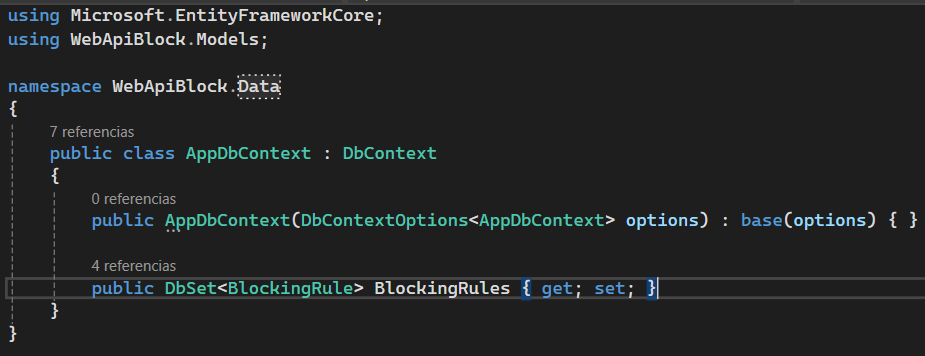 using Microsoft.EntityFrameworkCore;
using WebApiBlock.Models;
namespace WebApiBlock.Data
{
7 referencias
public class AppDbContext : DbContext
{
0 referencias
public AppDbContext(DbContextOptions<AppDbContext> options) : base(options) { }
4 referencias
public DbSet<BlockingRule> BlockingRules { get; set; }
}
}